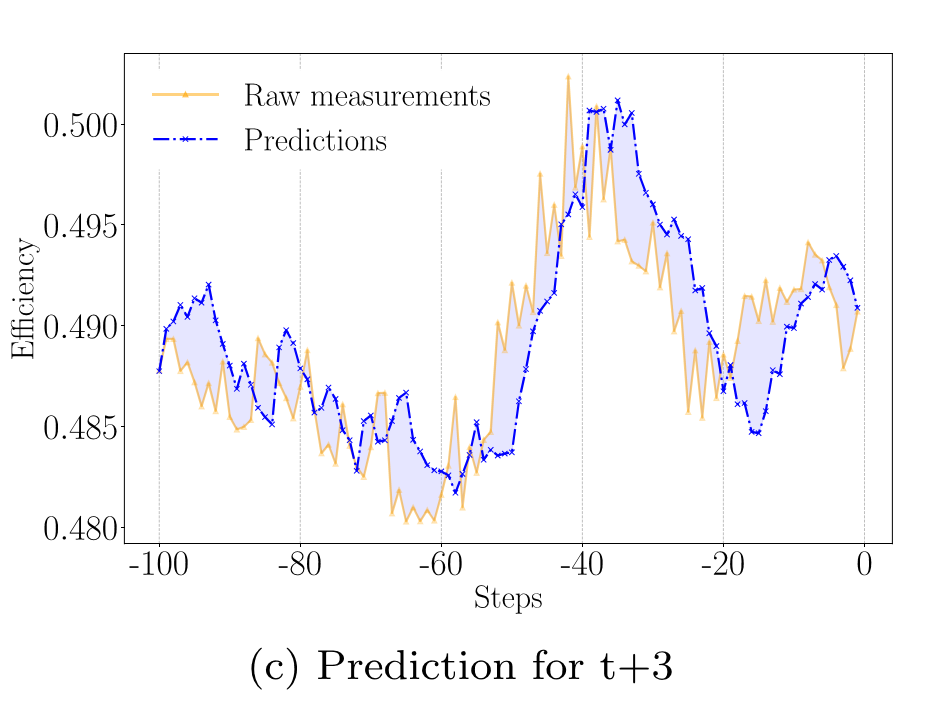 Raw measurements
Predictions
0.500
0.495
0.490
0.485
0.480
Efficiency
-100 -80 -60 -40 -20 0
Steps
(c) Prediction for t+3